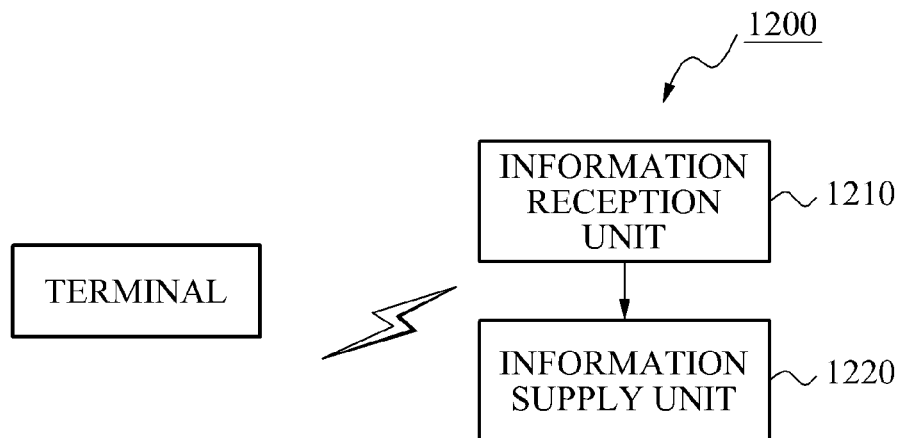 1200
INFORMATION
RECEPTION
UNIT
1210
TERMINAL
INFORMATION
SUPPLY UNIT
1220